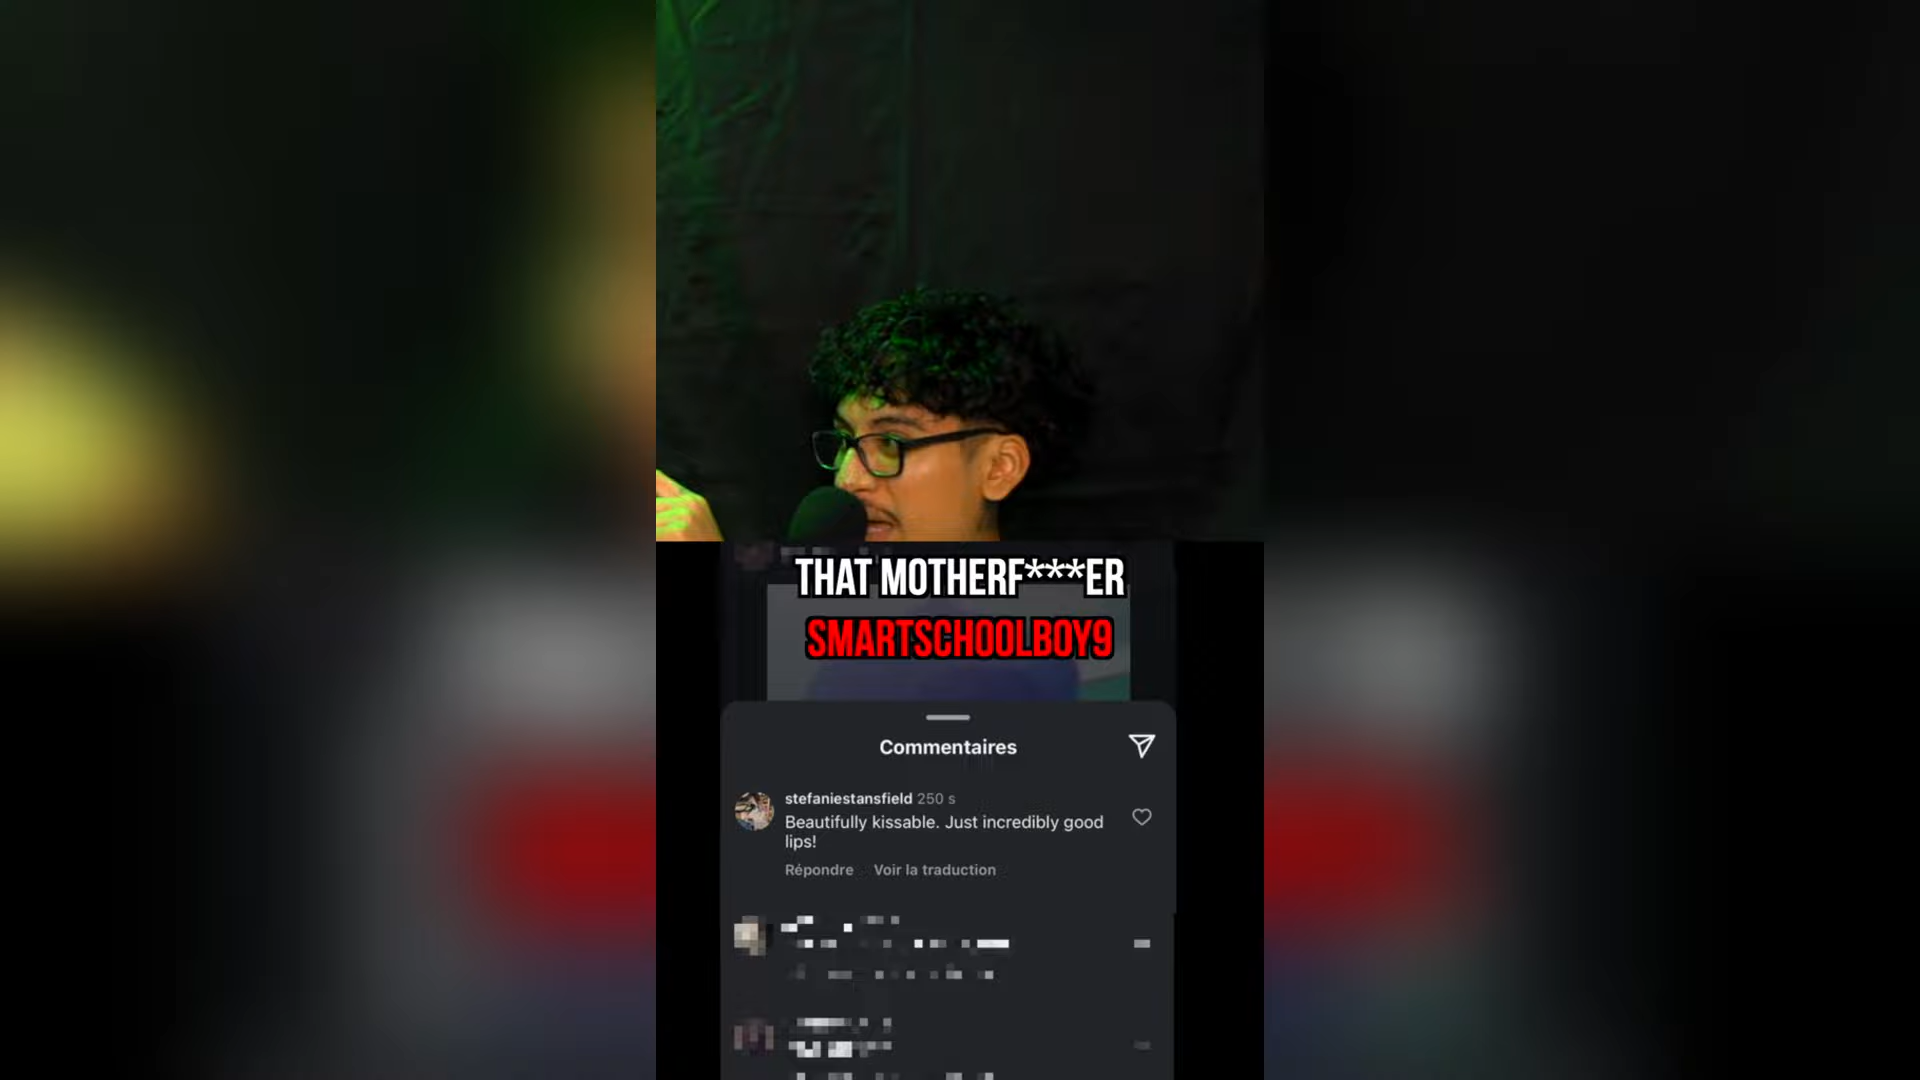 THAT MOTHERF***ER
SMARTSCHOOLBOY9
Commentaires
stefaniestansfield 250 s
Beautifully kissable. Just incredibly good
lips!
Répondre Voir la traduction